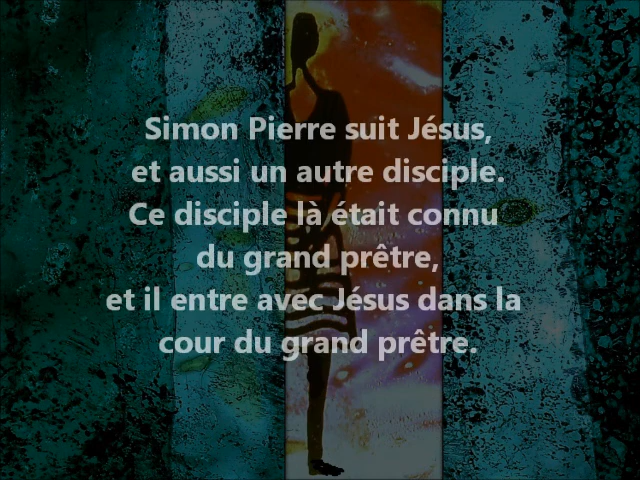 Simon Pierre suit Jésus,
et aussi un autre disciple.
Ce disciple là était connu
du grand prêtre,
et il entre avec Jésus dans la
cour du grand prêtre.